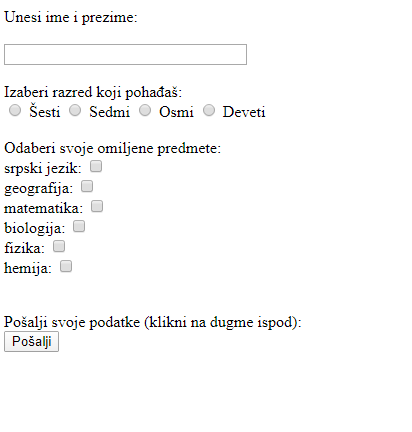 Unesi ime i prezime:
Izaberi razred koji pohađaš:
Šesti Sedmi Osmi Deveti
Odaberi svoje omiljene predmete:
srpski jezik:
geografija:
matematika:
biologija:
fizika:
hemija:
Pošalji svoje podatke (klikni na dugme ispod):
Pošalji